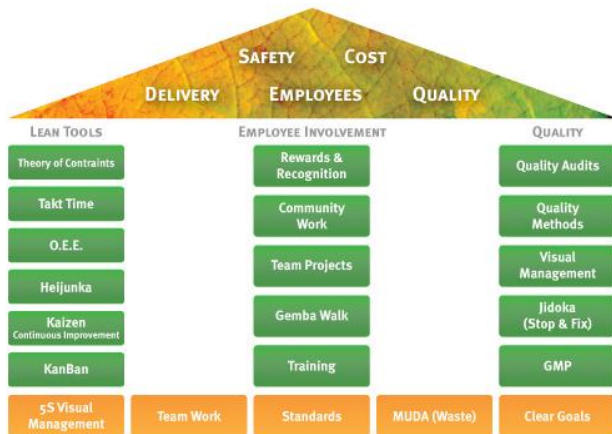 SAFETY COST
DELIVERY EMPLOYEES QUALITY
LEAN TOOLS
Theory of Contraints
Takt Time
O.E.E.
Heijunka
Kaizen
Continuous Improvement
KanBan
EMPLOYEE INVOLVEMENT
Rewards &
Recognition
Community
Work
Team Projects
Gemba Walk
Training
QUALITY
Quality Audits
Quality
Methods
Visual
Management
Jidoka
(Stop & Fix)
GMP
5S Visual
Management
Team Work
Standards
MUDA (Waste)
Clear Goals